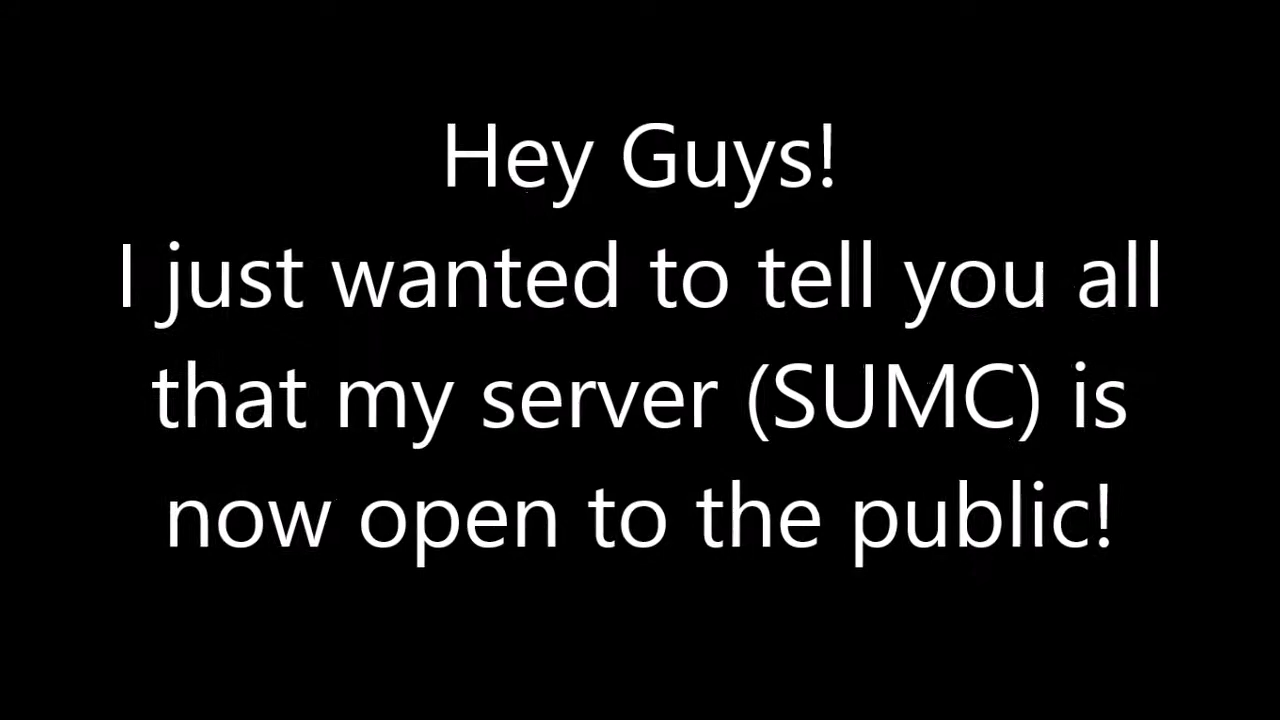 Hey Guys!
I just wanted to tell you all
that my server (SUMC) is
now open to the public!